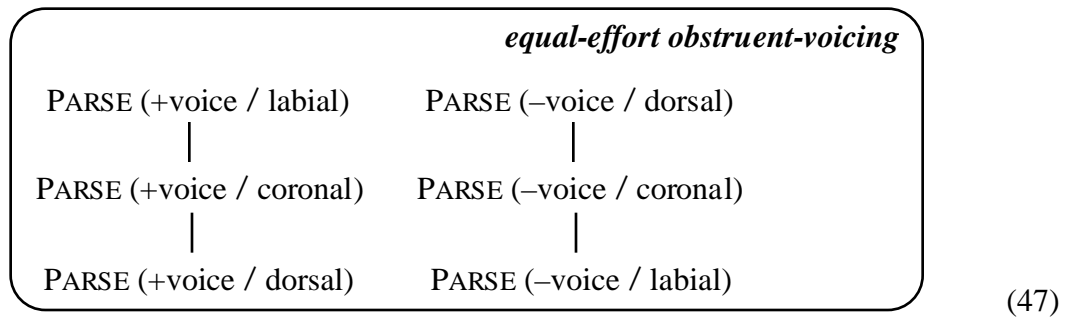 equal-effort obstruent-voicing
PARSE (+voice / labial) PARSE (–voice / dorsal)
PARSE (+voice / coronal) PARSE (–voice / coronal)
PARSE (+voice / dorsal) PARSE (–voice / labial)
(47)